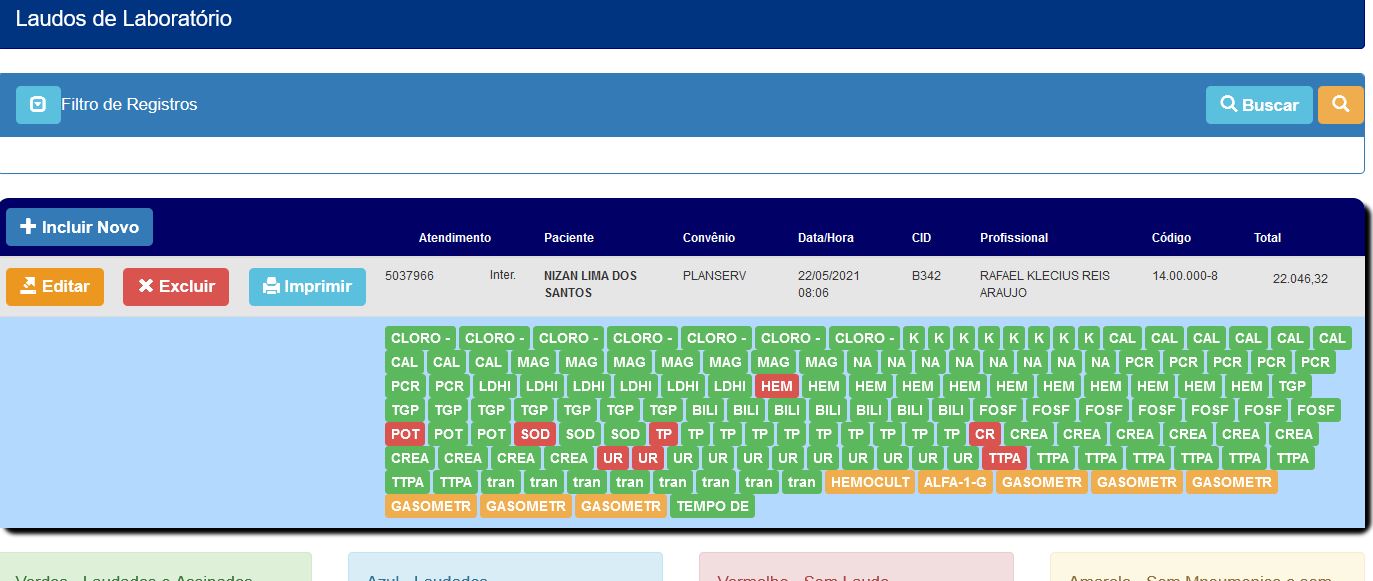 Laudos de Laboratório
Filtro de Registros
Buscar
Incluir Novo
Atendimento Paciente Convênio Data/Hora CID Profissional Código Total
Editar Excluir Imprimir 5037966 Inter. NIZAN LIMA DOS PLANSERV 22/05/2021 B342 RAFAEL KLECIUS REIS 14.00.000-8 22.046,32
SANTOS 08:06 ARAUJO
CLORO - CLORO - CLORO - CLORO - CLORO - CLORO - CLORO - K K K K K K K K CAL CAL CAL CAL CAL CAL
CAL CAL CAL MAG MAG MAG MAG MAG MAG MAG NA NA NA NA NA NA NA NA PCR PCR PCR PCR PCR
PCR PCR LDHI LDHI LDHI LDHI LDHI LDHI HEM HEM HEM HEM HEM HEM HEM HEM HEM HEM HEM TGP
TGP TGP TGP TGP TGP TGP TGP BILI BILI BILI BILI BILI BILI BILI FOSF FOSF FOSF FOSF FOSF FOSF FOSF
POT POT POT SOD SOD SOD TP TP TP TP TP TP TP TP TP TP CR CREA CREA CREA CREA CREA CREA
CREA CREA CREA CREA UR UR UR UR UR UR UR UR UR UR UR TTPA TTPA TTPA TTPA TTPA TTPA TTPA
TTPA TTPA tran tran tran tran tran tran tran tran HEMOCULT ALFA-1-G GASOMETR GASOMETR GASOMETR
GASOMETR GASOMETR GASOMETR TEMPO DE
Verdes - Laudados e Assinados Azul - Laudados Vermelho - Sem Laudo Amarelo - Sem Mneumonico e sem